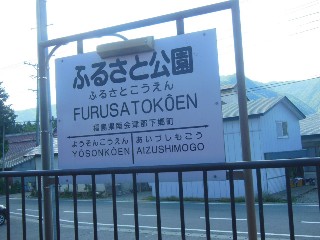 ふるさと公園
ふるさとこうえん
FURUSATOKŌEN
福島県南会津郡下郷町
ようそんこうえん あいづしもごう
YŌSONKŌEN AIZUSHIMOGO